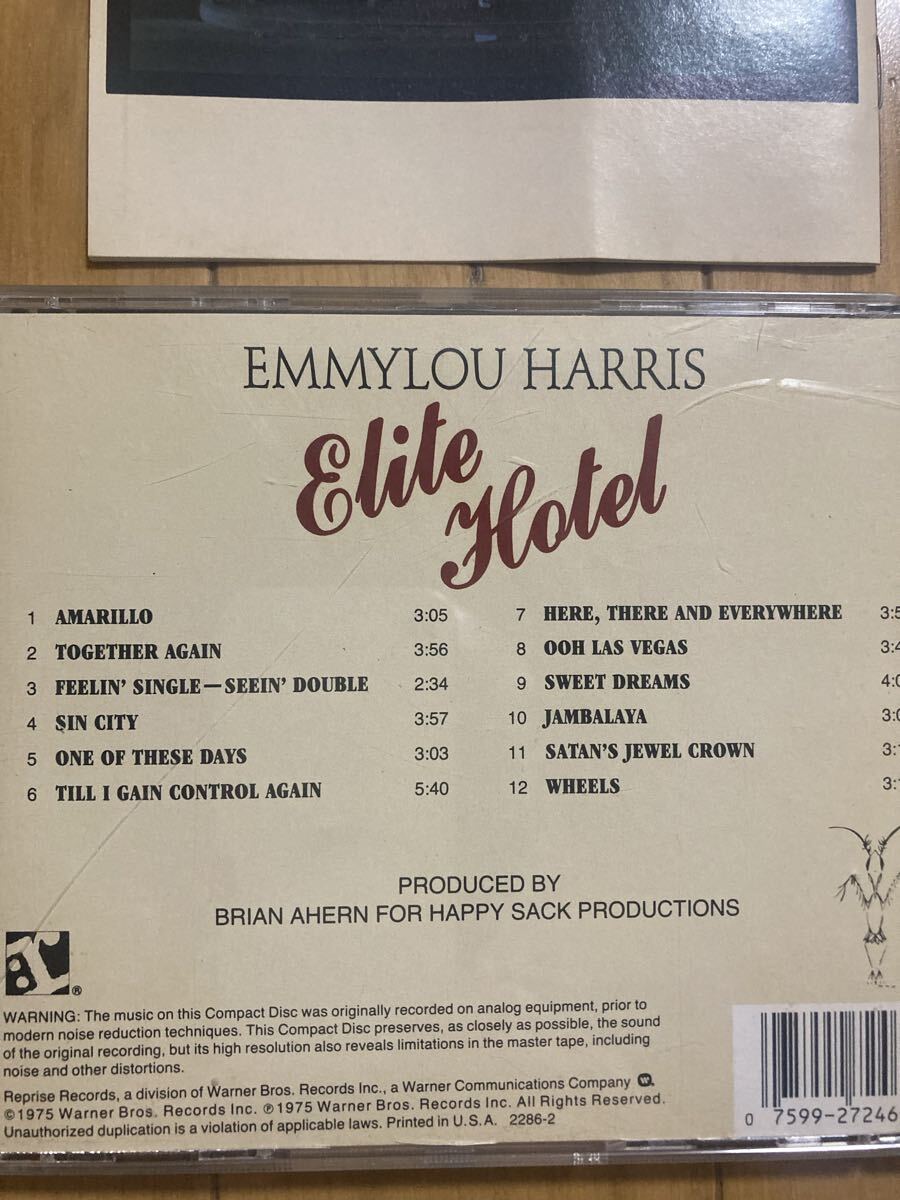 EMMYLOU HARRIS
Elite
Hotel
1 AMARILLO 3:05
2 TOGETHER AGAIN 3:56
3 FEELIN' SINGLE—SEEIN' DOUBLE 2:34
4 SIN CITY 3:57
5 ONE OF THESE DAYS 3:03
6 TILL I GAIN CONTROL AGAIN 5:40
7 HERE, THERE AND EVERYWHERE
8 OOH LAS VEGAS
9 SWEET DREAMS
10 JAMBALAYA
11 SATAN'S JEWEL CROWN
12 WHEELS
PRODUCED BY
BRIAN AHERN FOR HAPPY SACK PRODUCTIONS
WARNING: The music on this Compact Disc was originally recorded on analog equipment, prior to
modern noise reduction techniques. This Compact Disc preserves, as closely as possible, the sound
of the original recording, but its high resolution also reveals limitations in the master tape, including
noise and other distortions.
Reprise Records, a division of Warner Bros. Records Inc., a Warner Communications Company
©1975 Warner Bros. Records Inc. ℗1975 Warner Bros. Records Inc. All Rights Reserved.
Unauthorized duplication is a violation of applicable laws. Printed in U.S.A. 2286-2
0 7599-27246